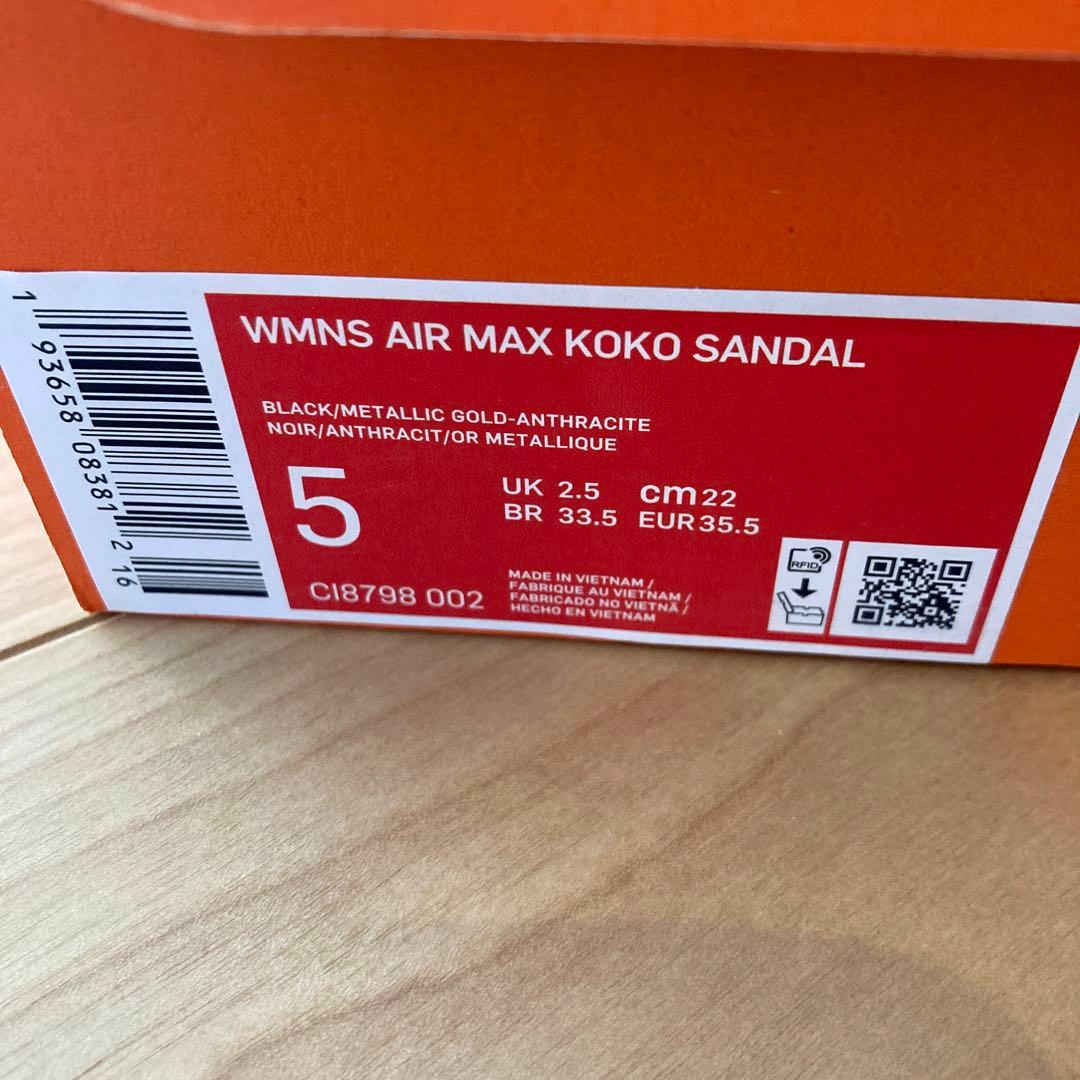 WMNS AIR MAX KOKO SANDAL
BLACK/METALLIC GOLD-ANTHRACITE
NOIR/ANTHRACIT/OR METALLIQUE
5
UK 2.5 cm 22
BR 33.5 EUR 35.5
CI8798 002
MADE IN VIETNAM /
FABRIQUE AU VIETNAM /
FABRICADO NO VIETNÃ /
HECHO EN VIETNAM
RFID
1 93658 08381 2 16